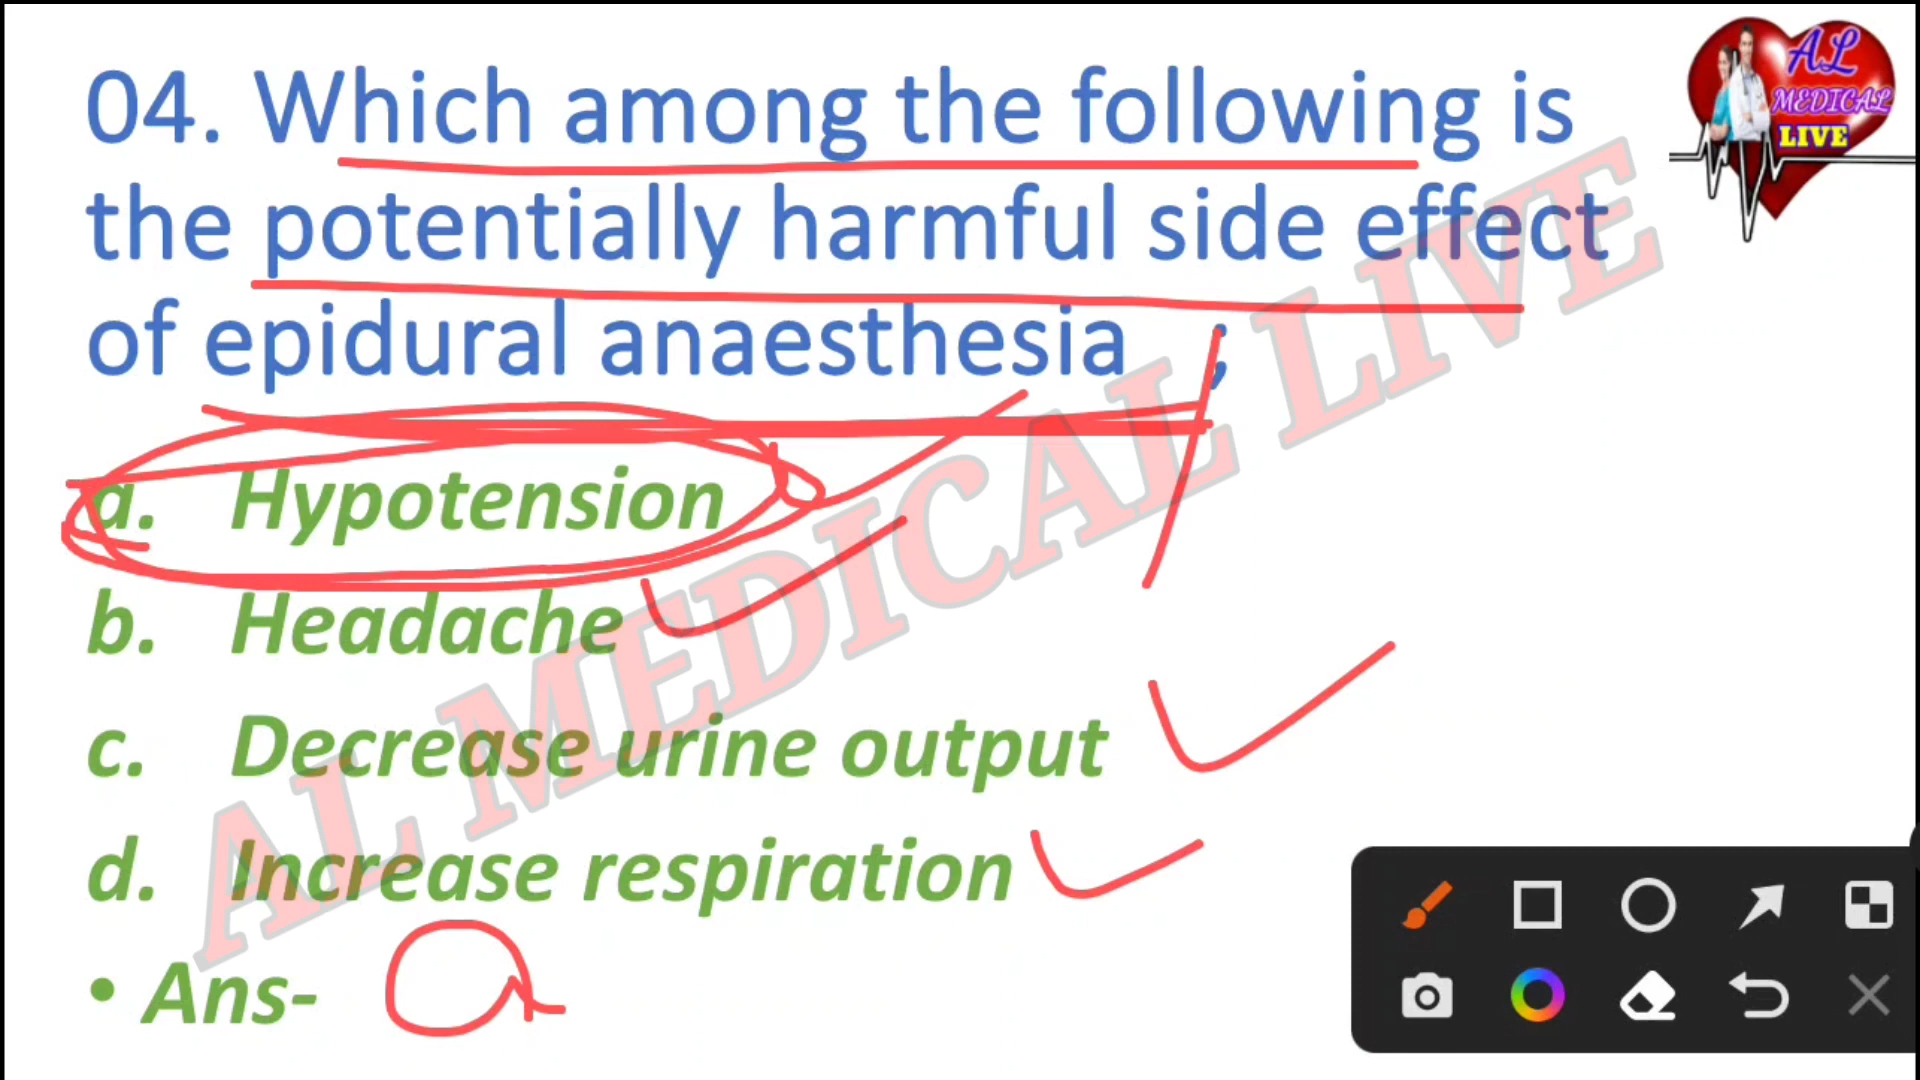 04. Which among the following is
the potentially harmful side effect
of epidural anaesthesia ;
a. Hypotension
b. Headache
c. Decrease urine output
d. Increase respiration
• Ans- a
AL MEDICAL LIVE
AL
MEDICAL
LIVE